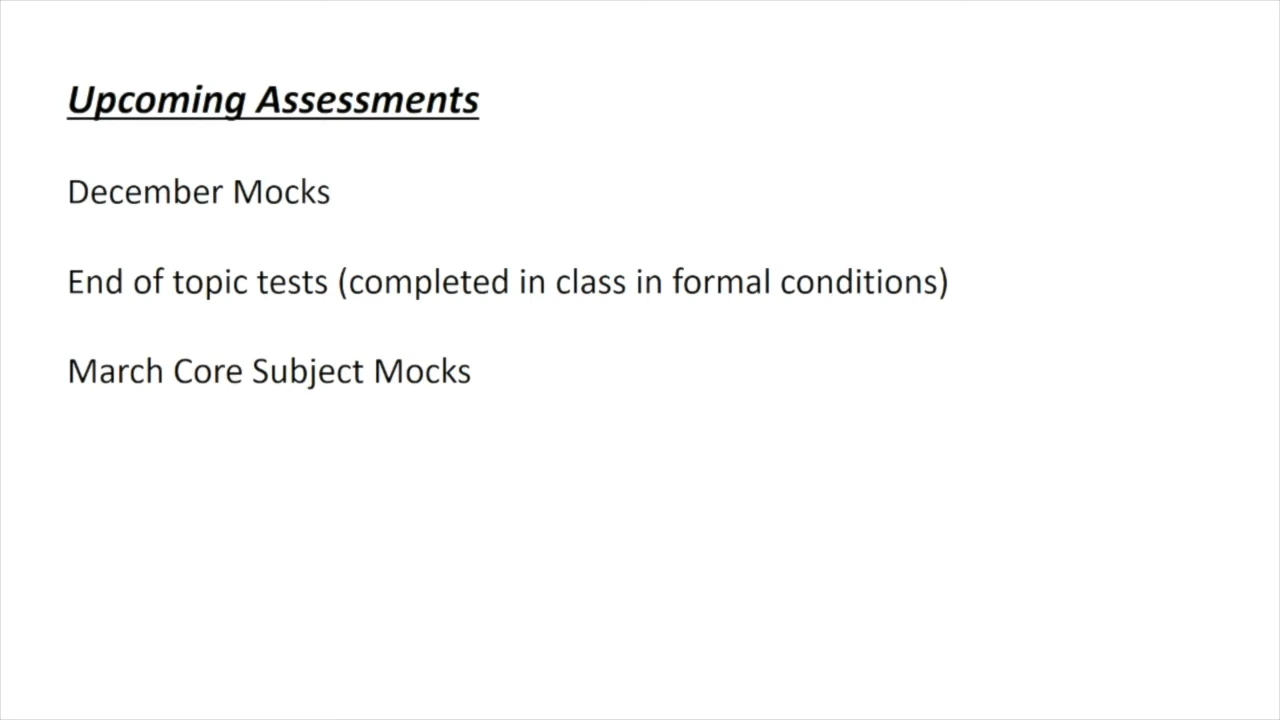 Upcoming Assessments
December Mocks
End of topic tests (completed in class in formal conditions)
March Core Subject Mocks